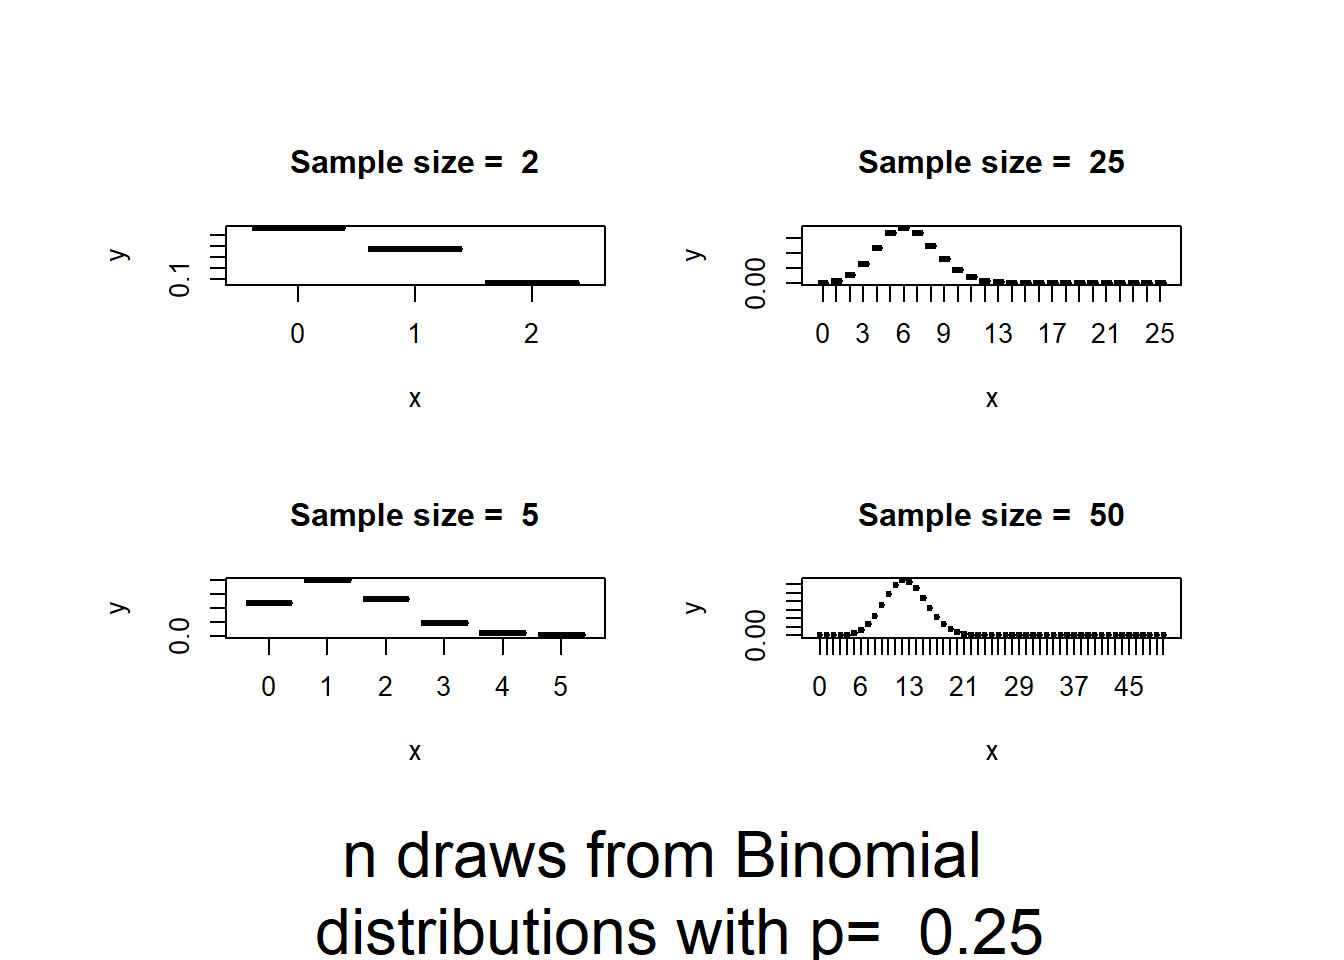 Sample size =  2
y
0.1
0 1 2
x
Sample size =  25
y
0.00
0 3 6 9 13 17 21 25
x
Sample size =  5
y
0.0
0 1 2 3 4 5
x
Sample size =  50
y
0.00
0 6 13 21 29 37 45
x
n draws from Binomial
distributions with p=  0.25